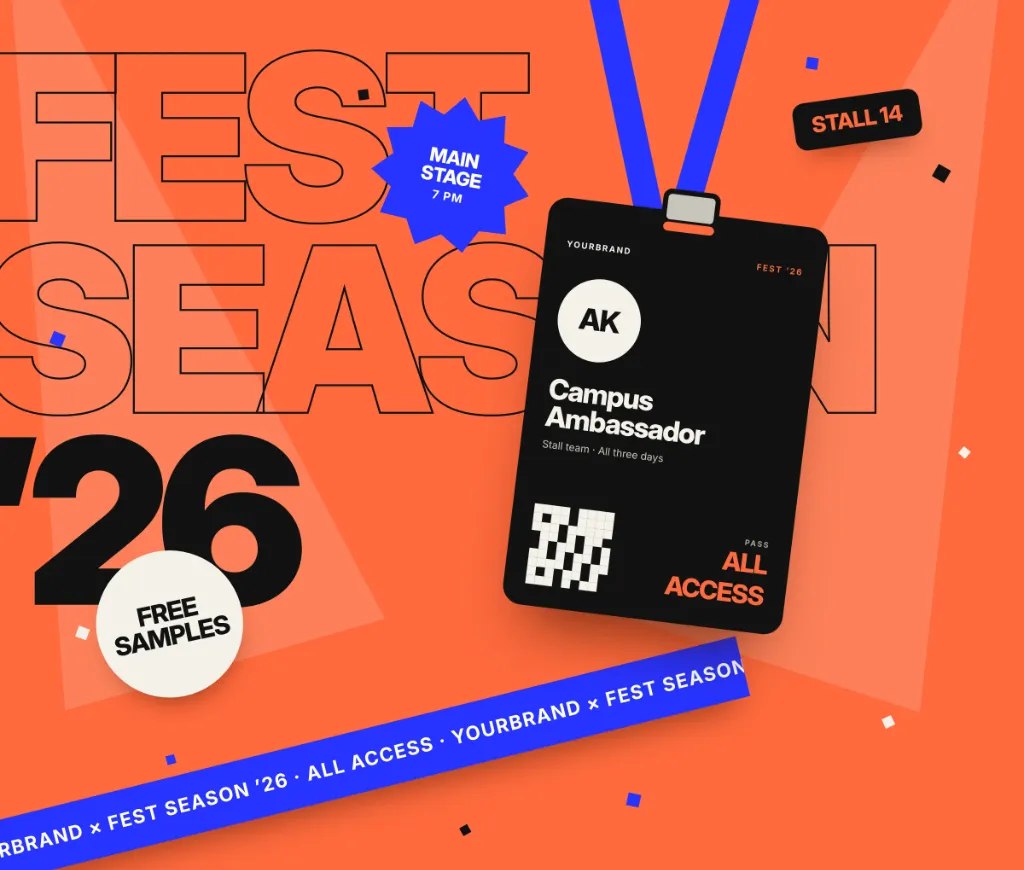 FEST
SEASON
’26
MAIN
STAGE
7 PM
STALL 14
YOURBRAND
FEST ’26
AK
Campus
Ambassador
Stall team · All three days
PASS
ALL
ACCESS
FREE
SAMPLES
RBRAND × FEST SEASON ’26 · ALL ACCESS · YOURBRAND × FEST SEASON